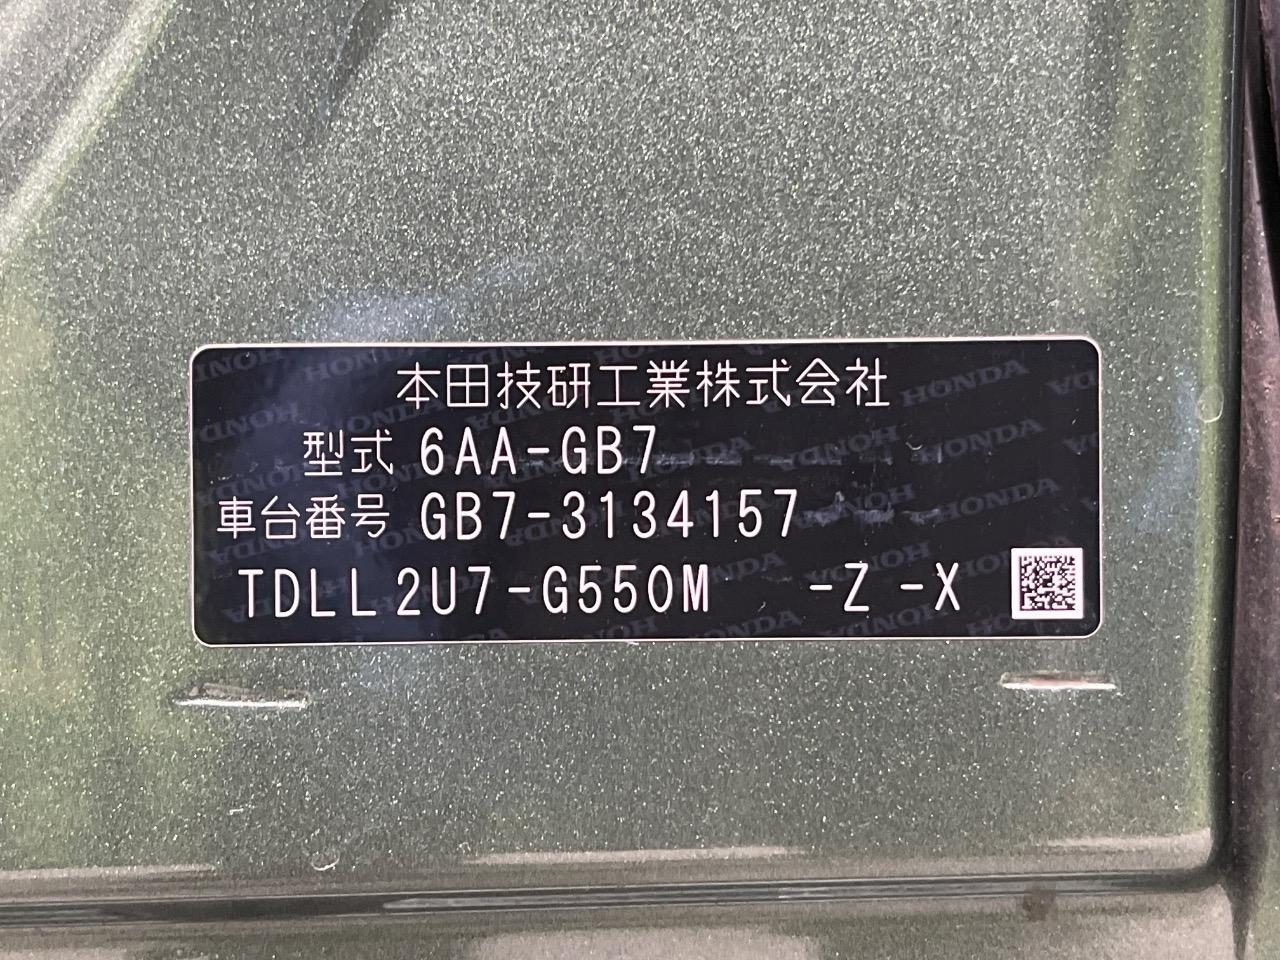 本田技研工業株式会社
型式 6AA-GB7
車台番号 GB7-3134157
TDLL2U7-G550M -Z -X